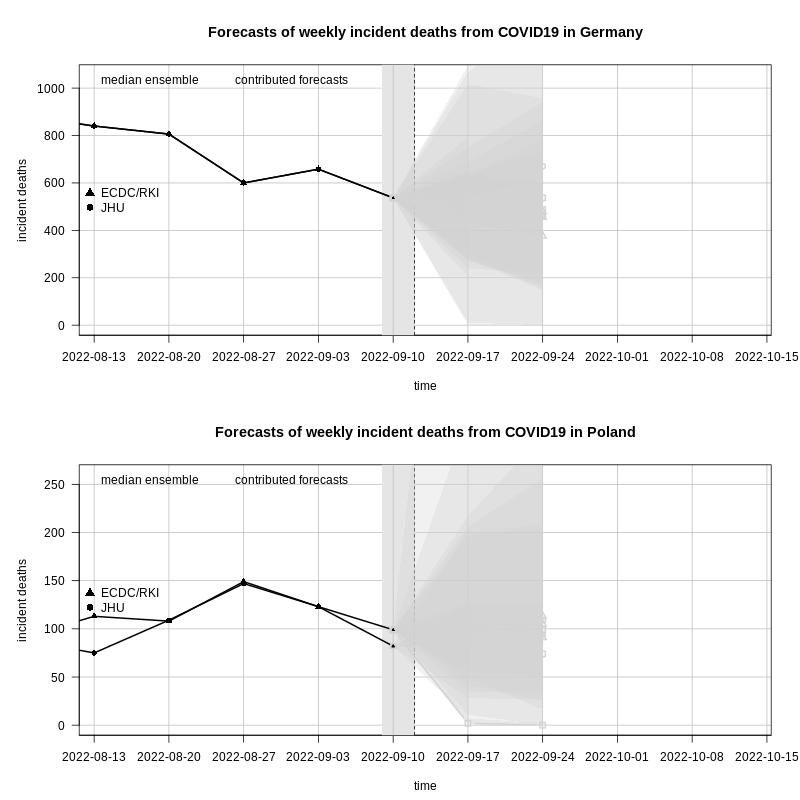 Forecasts of weekly incident deaths from COVID19 in Germany
median ensemble contributed forecasts
1000
800
600
400
200
0
incident deaths
ECDC/RKI
JHU
2022-08-13 2022-08-20 2022-08-27 2022-09-03 2022-09-10 2022-09-17 2022-09-24 2022-10-01 2022-10-08 2022-10-15
time
Forecasts of weekly incident deaths from COVID19 in Poland
median ensemble contributed forecasts
250
200
150
100
50
0
incident deaths
ECDC/RKI
JHU
2022-08-13 2022-08-20 2022-08-27 2022-09-03 2022-09-10 2022-09-17 2022-09-24 2022-10-01 2022-10-08 2022-10-15
time